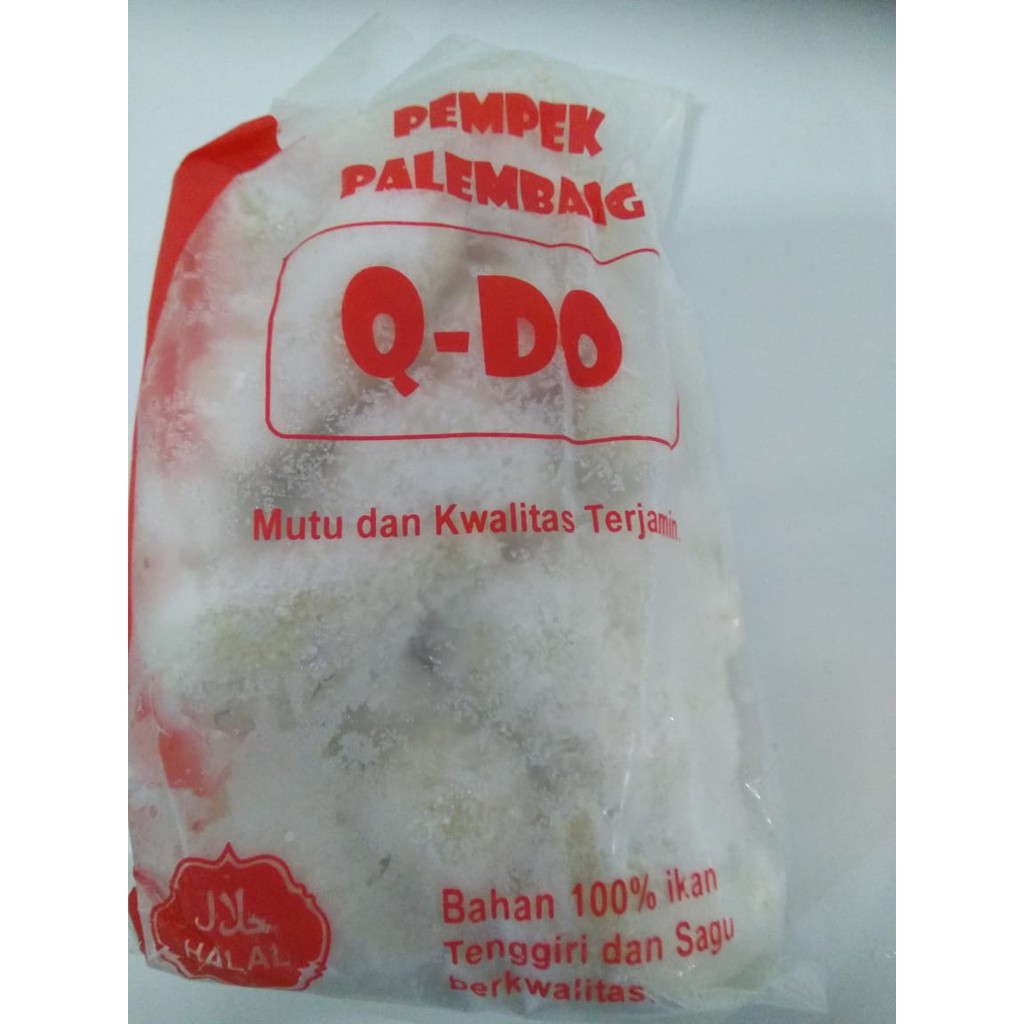 PEMPEK
PALEMBANG
Q-DO
Mutu dan Kwalitas Terjamin.
Bahan 100% ikan
Tenggiri dan Sagu
berkwalitas.
حلال
HALAL